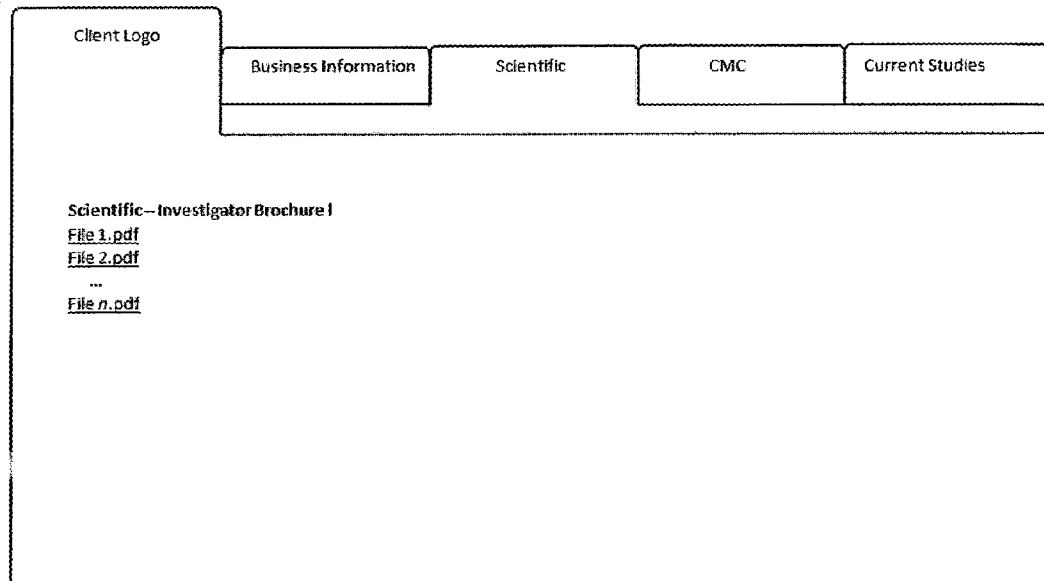 Client Logo
Business Information
Scientific
CMC
Current Studies
Scientific – Investigator Brochure I
File 1.pdf
File 2.pdf
...
File n.pdf